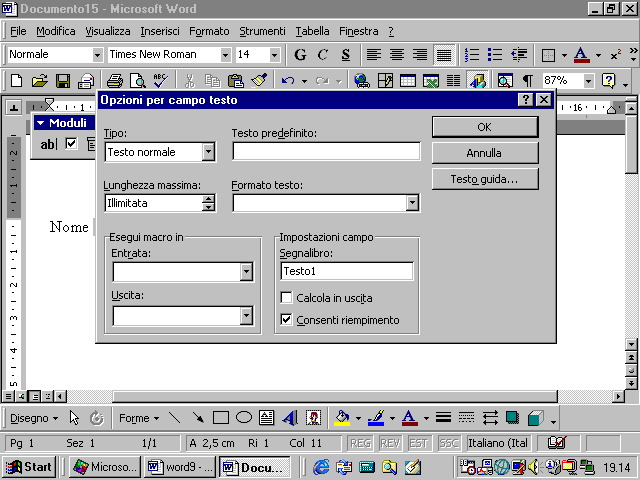 Documento15 - Microsoft Word
File Modifica Visualizza Inserisci Formato Strumenti Tabella Finestra ?
Normale Times New Roman 14 G C S
87%
Opzioni per campo testo
Moduli
ab|
Tipo:
Testo normale
Testo predefinito:
OK
Annulla
Testo guida...
Lunghezza massima:
Illimitata
Formato testo:
Nome
Esegui macro in
Entrata:
Uscita:
Impostazioni campo
Segnalibro:
Testo1
Calcola in uscita
Consenti riempimento
Disegno Forme
Pg 1 Sez 1 1/1 A 2,5 cm Ri 1 Col 11 REG REV EST SSC Italiano (Ital
Start Microso... word9 - ... Docu... 19.14